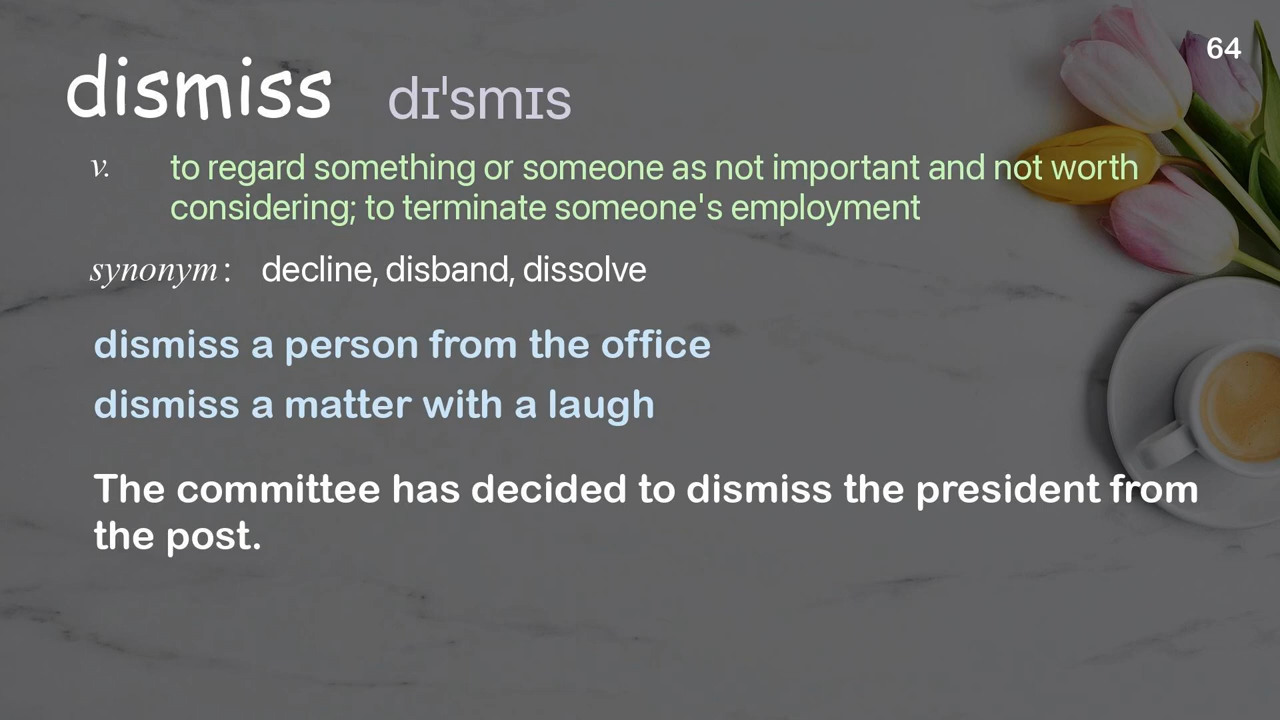 64
dismiss dɪˈsmɪs
v. to regard something or someone as not important and not worth
considering; to terminate someone's employment
synonym: decline, disband, dissolve
dismiss a person from the office
dismiss a matter with a laugh
The committee has decided to dismiss the president from
the post.